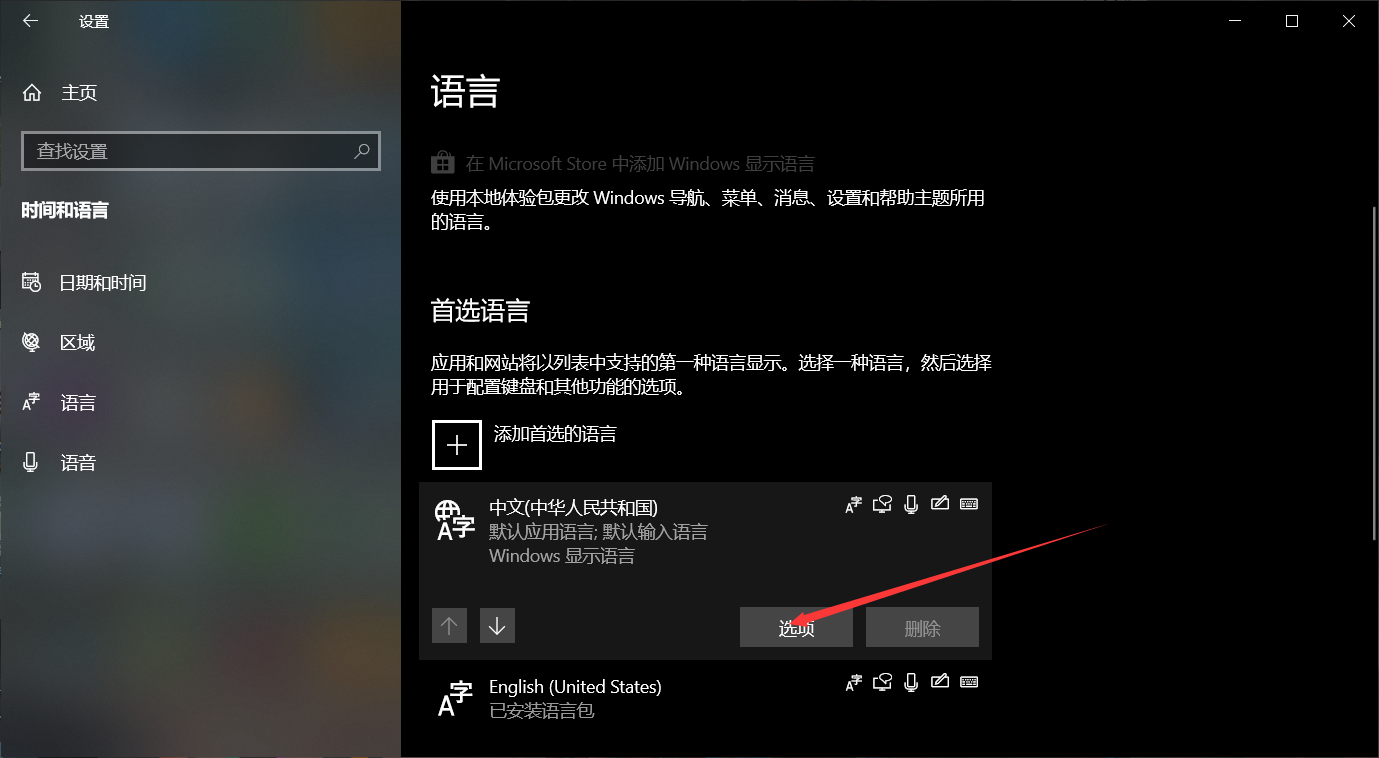 设置
主页
查找设置
时间和语言
日期和时间
区域
语言
语音
语言
在 Microsoft Store 中添加 Windows 显示语言
使用本地体验包更改 Windows 导航、菜单、消息、设置和帮助主题所用
的语言。
首选语言
应用和网站将以列表中支持的第一种语言显示。选择一种语言，然后选择
用于配置键盘和其他功能的选项。
添加首选的语言
中文(中华人民共和国)
默认应用语言; 默认输入语言
Windows 显示语言
选项
删除
English (United States)
已安装语言包